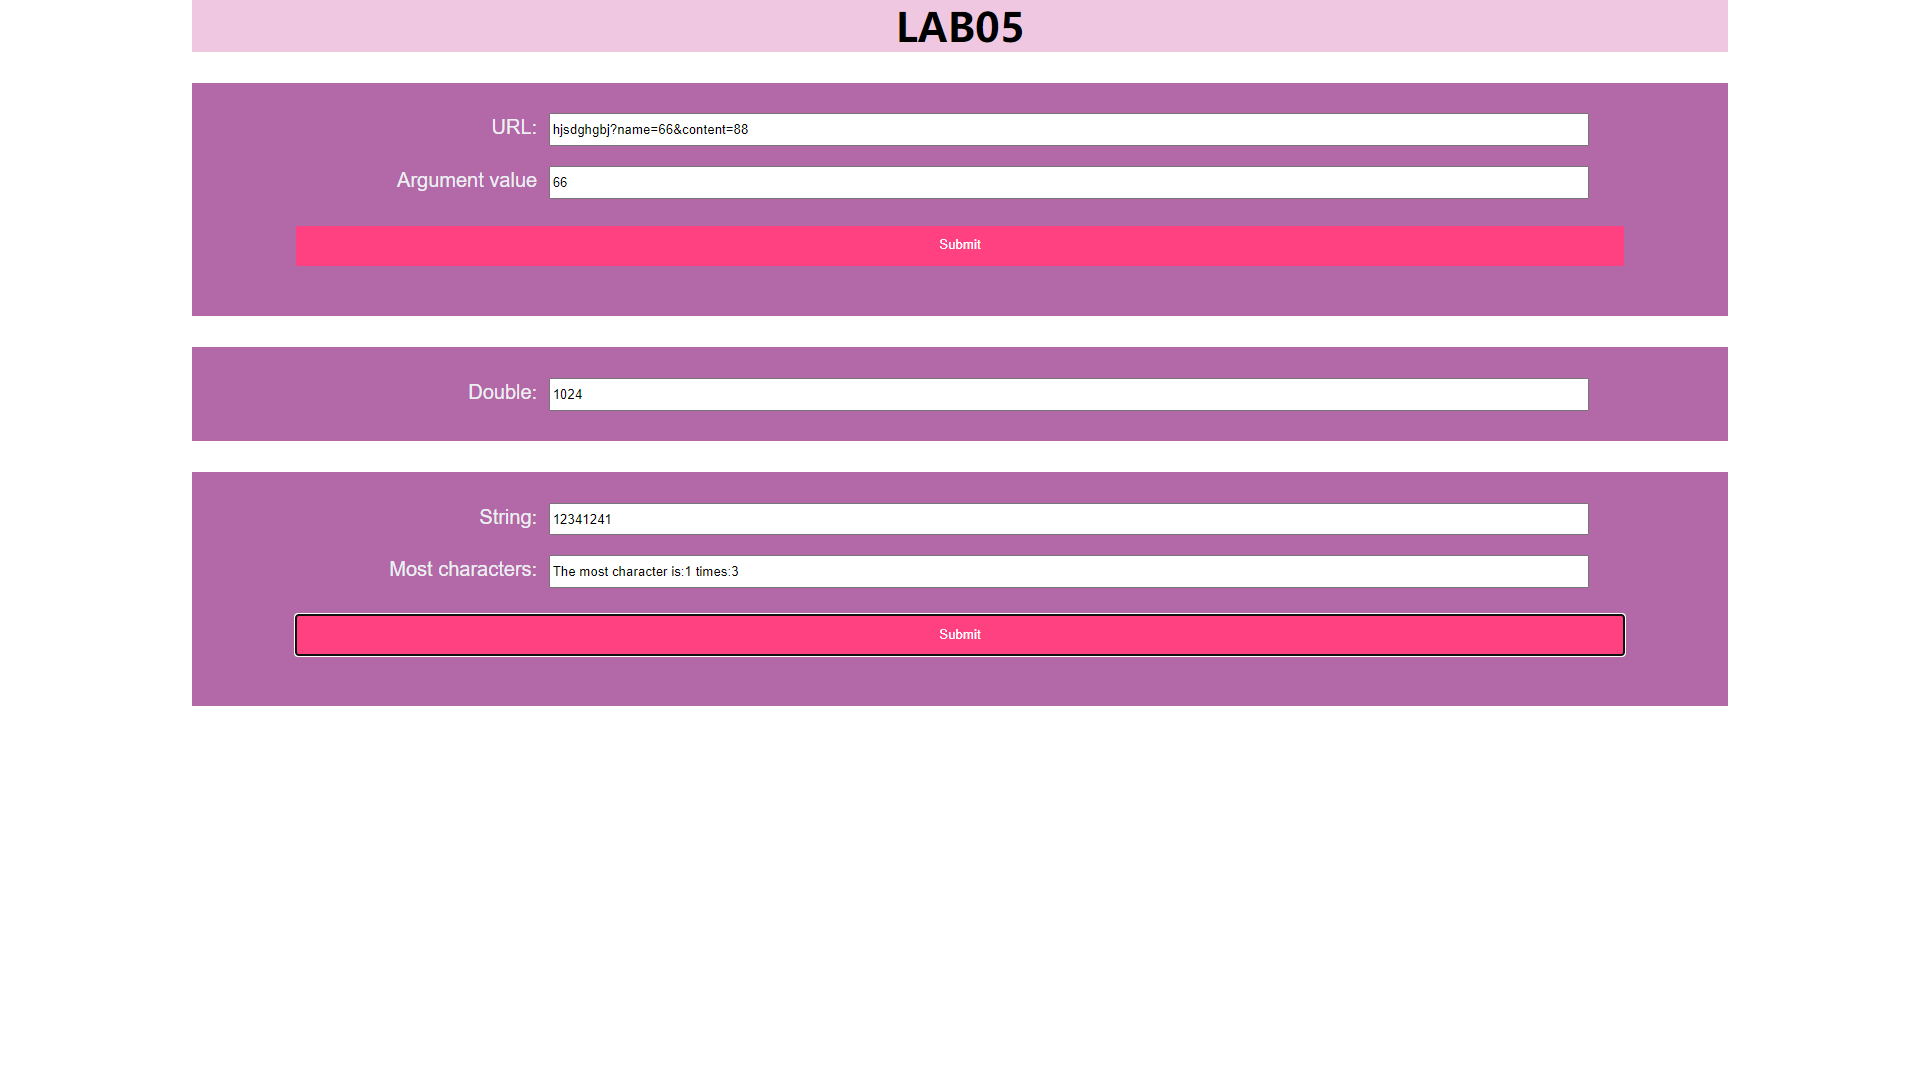 LAB05
URL: hjsdghgbj?name=66&content=88
Argument value 66
Submit
Double: 1024
String: 12341241
Most characters: The most character is:1 times:3
Submit